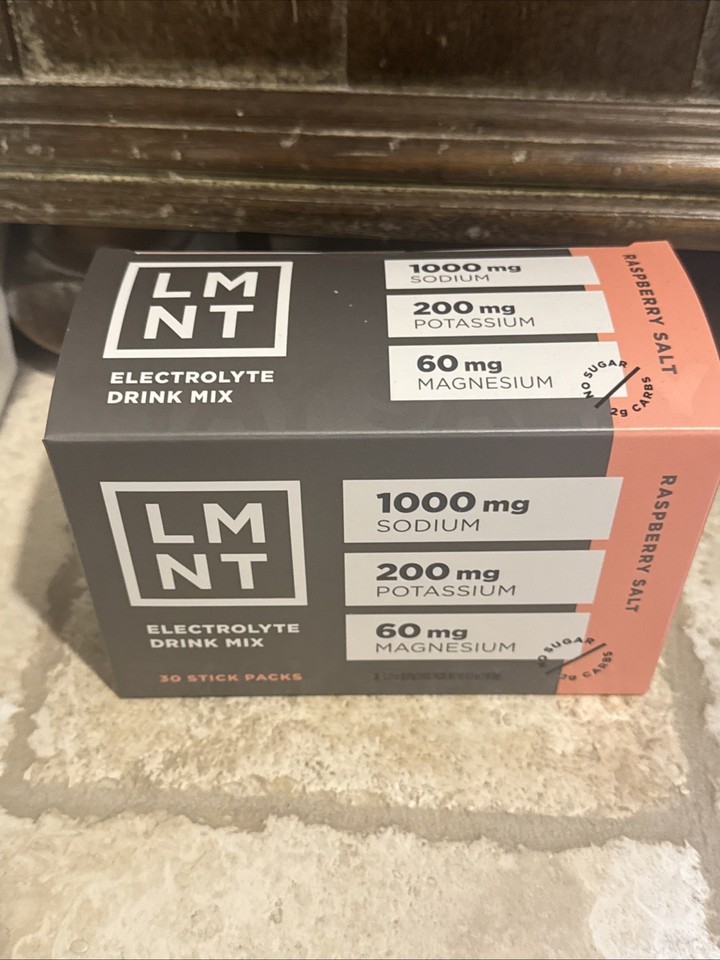 LM
NT
ELECTROLYTE
DRINK MIX
1000 mg
SODIUM
200 mg
POTASSIUM
60 mg
MAGNESIUM
NO SUGAR
2g CARBS
RASPBERRY SALT
LM
NT
ELECTROLYTE
DRINK MIX
30 STICK PACKS
1000 mg
SODIUM
200 mg
POTASSIUM
60 mg
MAGNESIUM
NO SUGAR
2g CARBS
RASPBERRY SALT